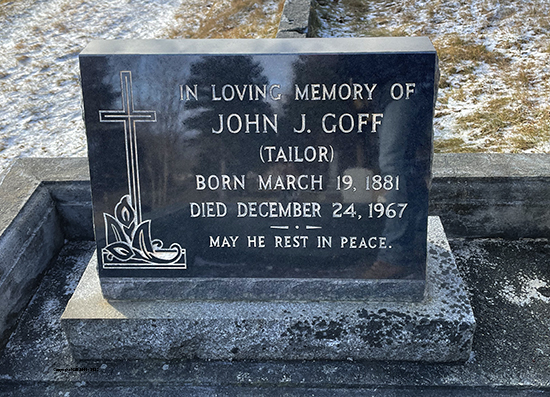 IN LOVING MEMORY OF
JOHN J. GOFF
(TAILOR)
BORN MARCH 19, 1881
DIED DECEMBER 24, 1967
MAY HE REST IN PEACE.